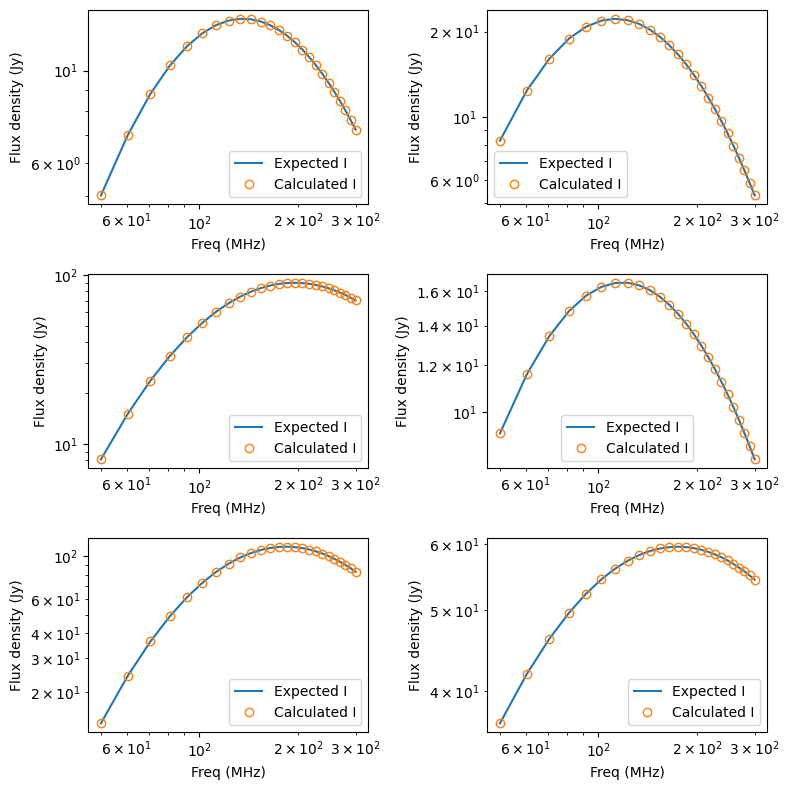 Flux density (Jy)
10¹
6 × 10⁰
Expected I
Calculated I
6 × 10¹
10²
2 × 10²
3 × 10²
Freq (MHz)
Flux density (Jy)
2 × 10¹
10¹
6 × 10⁰
Expected I
Calculated I
6 × 10¹
10²
2 × 10²
3 × 10²
Freq (MHz)
Flux density (Jy)
10²
10¹
Expected I
Calculated I
6 × 10¹
10²
2 × 10²
3 × 10²
Freq (MHz)
Flux density (Jy)
1.6 × 10¹
1.4 × 10¹
1.2 × 10¹
10¹
Expected I
Calculated I
6 × 10¹
10²
2 × 10²
3 × 10²
Freq (MHz)
Flux density (Jy)
10²
6 × 10¹
4 × 10¹
3 × 10¹
2 × 10¹
Expected I
Calculated I
6 × 10¹
10²
2 × 10²
3 × 10²
Freq (MHz)
Flux density (Jy)
6 × 10¹
5 × 10¹
4 × 10¹
Expected I
Calculated I
6 × 10¹
10²
2 × 10²
3 × 10²
Freq (MHz)